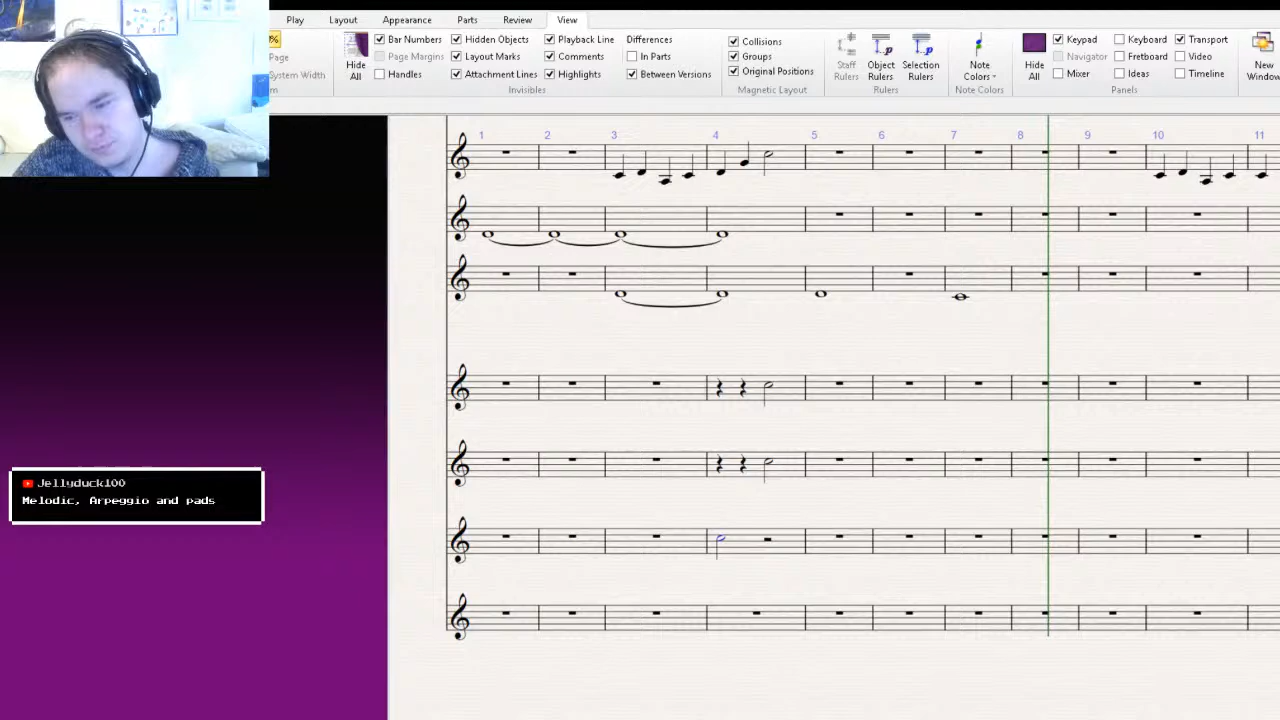 Play Layout Appearance Parts Review View
Page
System Width
Hide All
Bar Numbers
Page Margins
Handles
Hidden Objects
Layout Marks
Attachment Lines
Playback Line
Comments
Highlights
Differences
In Parts
Between Versions
Invisibles
Collisions
Groups
Original Positions
Magnetic Layout
Staff Rulers
Object Rulers
Selection Rulers
Rulers
Note Colors
Note Colors
Hide All
Keypad
Navigator
Mixer
Keyboard
Fretboard
Ideas
Transport
Video
Timeline
Panels
New Window
1 2 3 4 5 6 7 8 9 10 11
Jellyduck100
Melodic, Arpeggio and pads